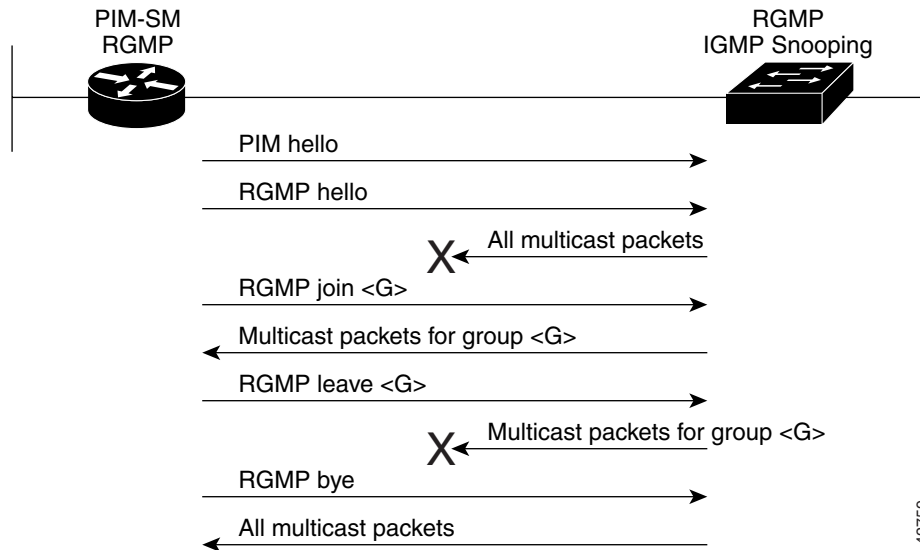 PIM-SM
RGMP
RGMP
IGMP Snooping
PIM hello
RGMP hello
All multicast packets
RGMP join <G>
Multicast packets for group <G>
RGMP leave <G>
Multicast packets for group <G>
RGMP bye
All multicast packets